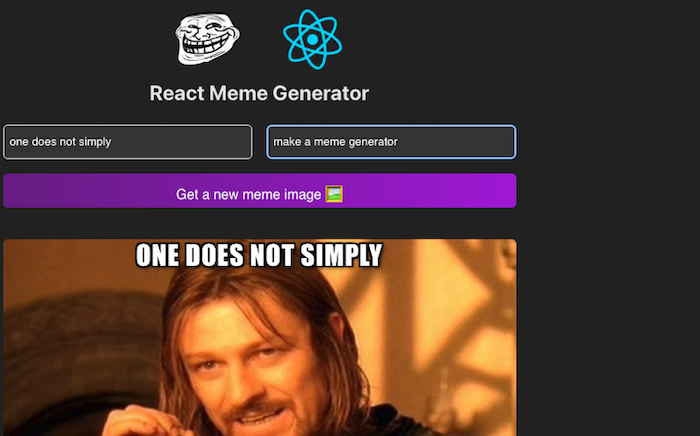 React Meme Generator
one does not simply
make a meme generator
Get a new meme image
ONE DOES NOT SIMPLY